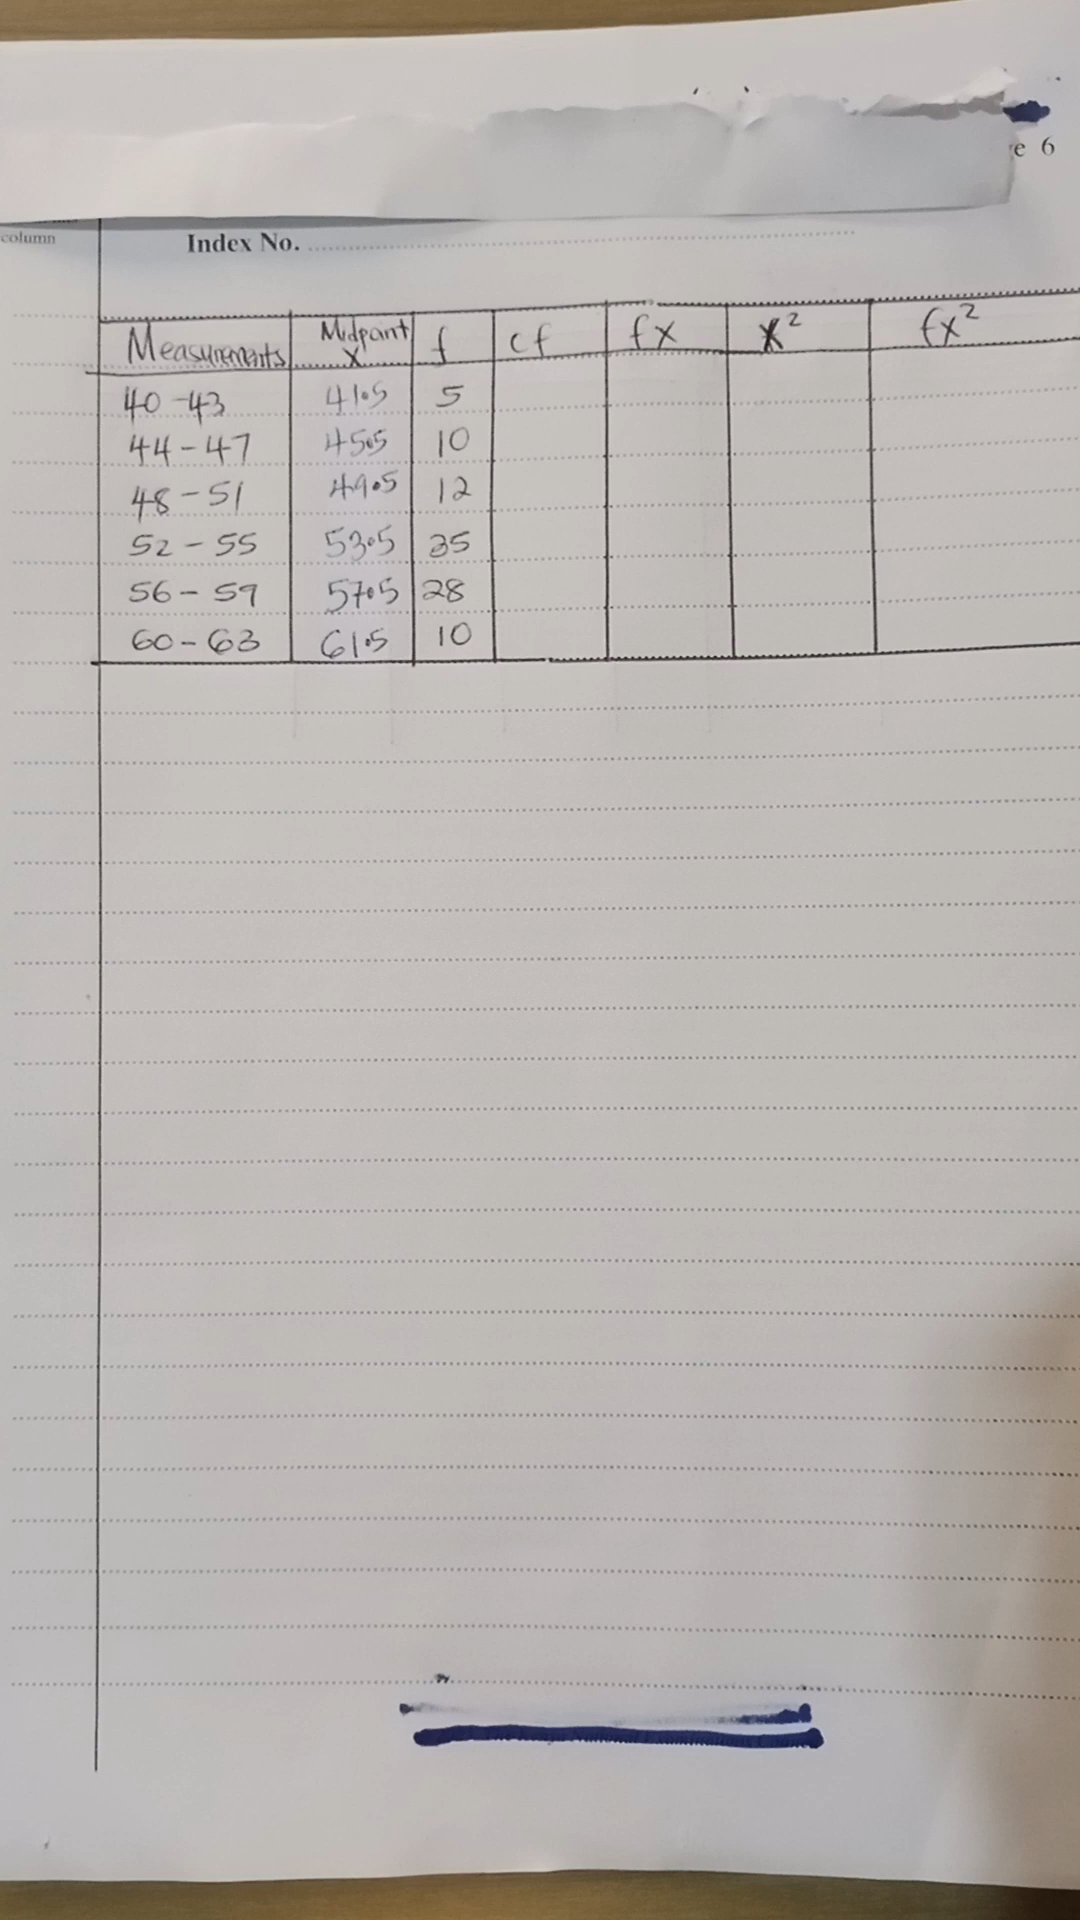 e 6
column
Index No.
Measurements Midpoint x f cf fx x² fx²
40-43 41.5 5
44-47 45.5 10
48-51 49.5 12
52-55 53.5 35
56-59 57.5 28
60-63 61.5 10